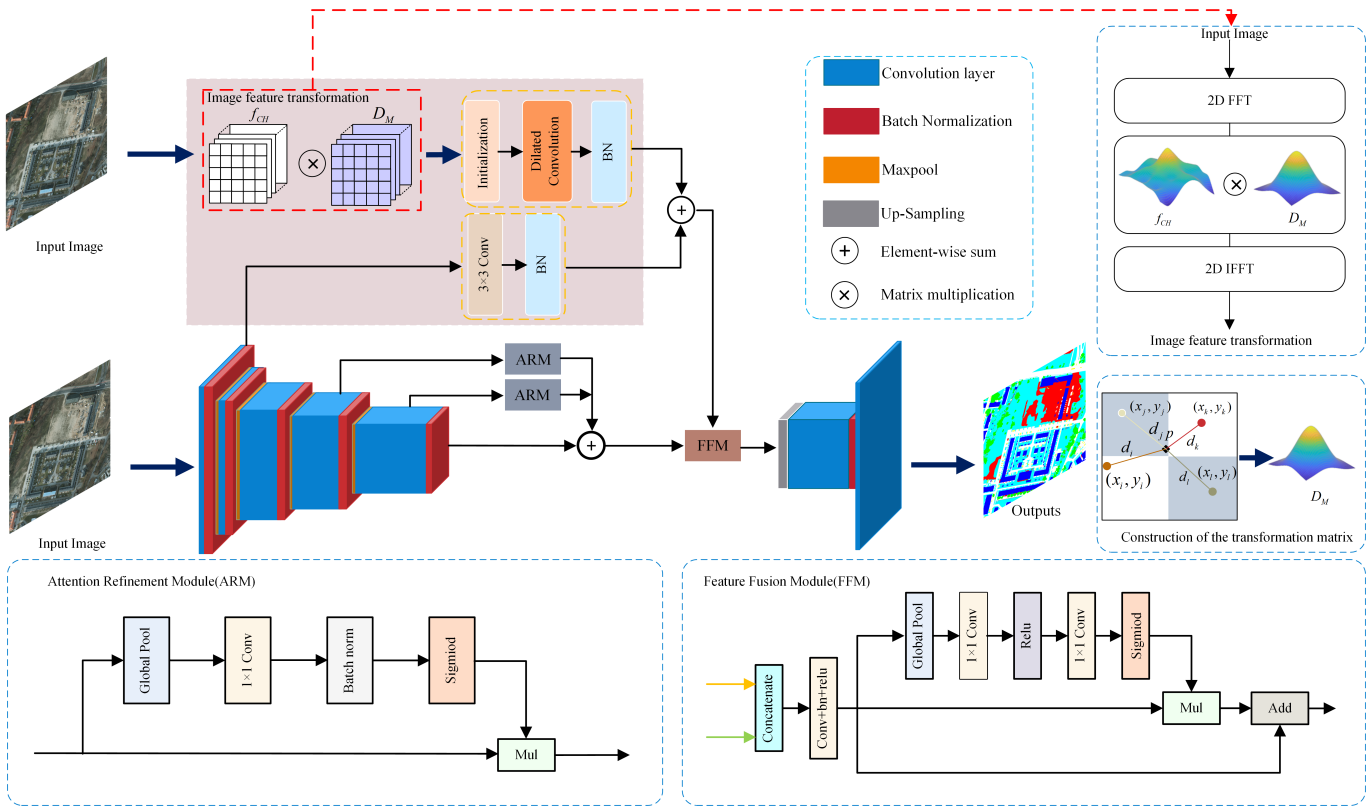 Input Image
Image feature transformation
f_CH
D_M
Initialization
Dilated
Convolution
BN
3×3 Conv
BN
Input Image
ARM
ARM
FFM
Convolution layer
Batch Normalization
Maxpool
Up-Sampling
Element-wise sum
Matrix multiplication
Outputs
Input Image
2D FFT
f_CH
D_M
2D IFFT
Image feature transformation
(x_j, y_j)
(x_k, y_k)
d_j p
d_k
d_i
(x_i, y_i)
(x_l, y_l)
d_l
D_M
Construction of the transformation matrix
Attention Refinement Module(ARM)
Global Pool
1×1 Conv
Batch norm
Sigmiod
Mul
Feature Fusion Module(FFM)
Concatenate
Conv+bn+relu
Global Pool
1×1 Conv
Relu
1×1 Conv
Sigmiod
Mul
Add